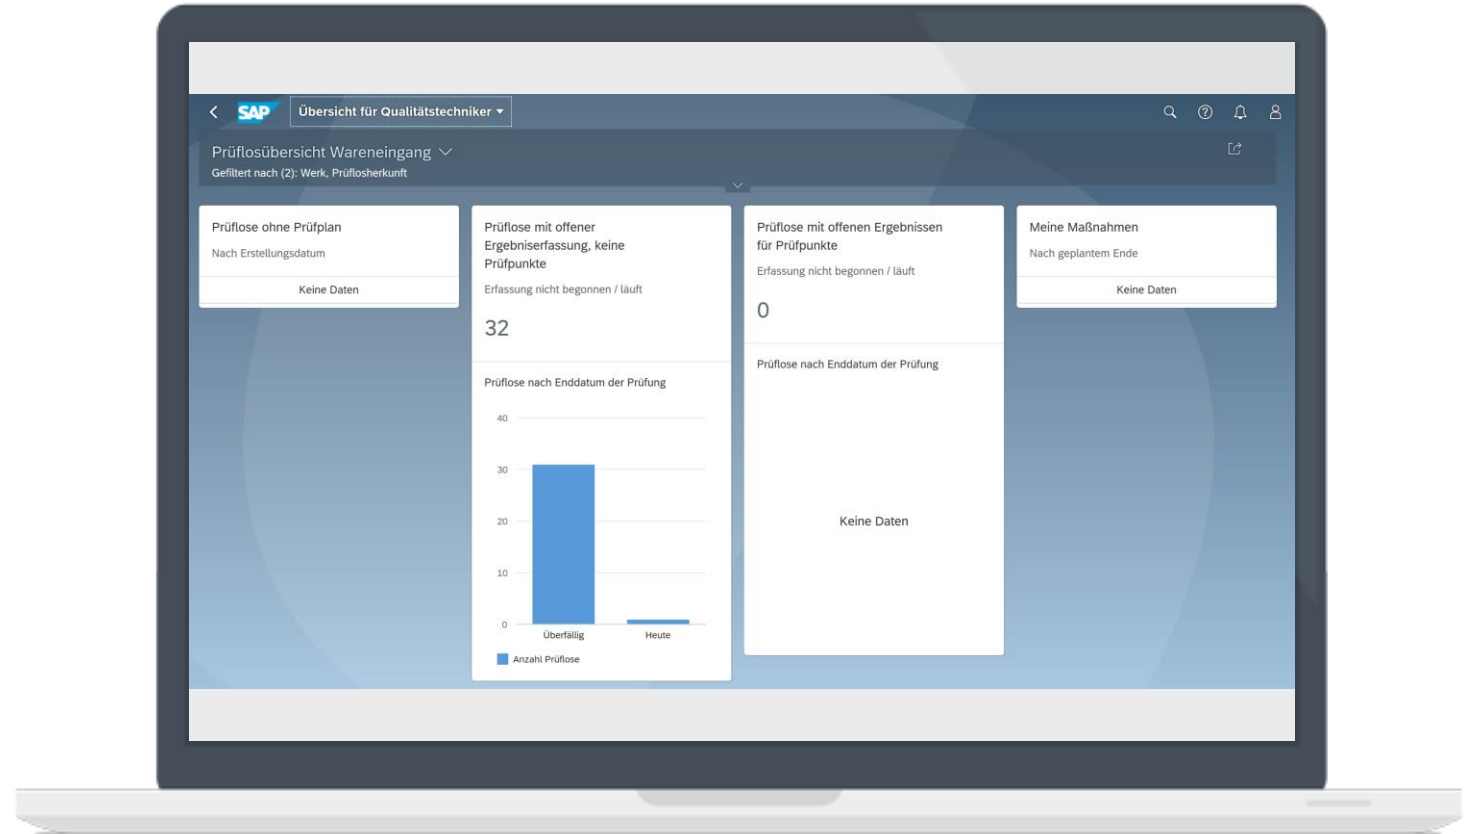 SAP
Übersicht für Qualitätstechniker
Prüflosübersicht Wareneingang
Gefiltert nach (2): Werk, Prüflosherkunft
Prüflose ohne Prüfplan
Nach Erstellungsdatum
Keine Daten
Prüflose mit offener
Ergebniserfassung, keine
Prüfpunkte
Erfassung nicht begonnen / läuft
32
Prüflose nach Enddatum der Prüfung
40
30
20
10
0
Überfällig
Heute
Anzahl Prüflose
Prüflose mit offenen Ergebnissen
für Prüfpunkte
Erfassung nicht begonnen / läuft
0
Prüflose nach Enddatum der Prüfung
Keine Daten
Meine Maßnahmen
Nach geplantem Ende
Keine Daten